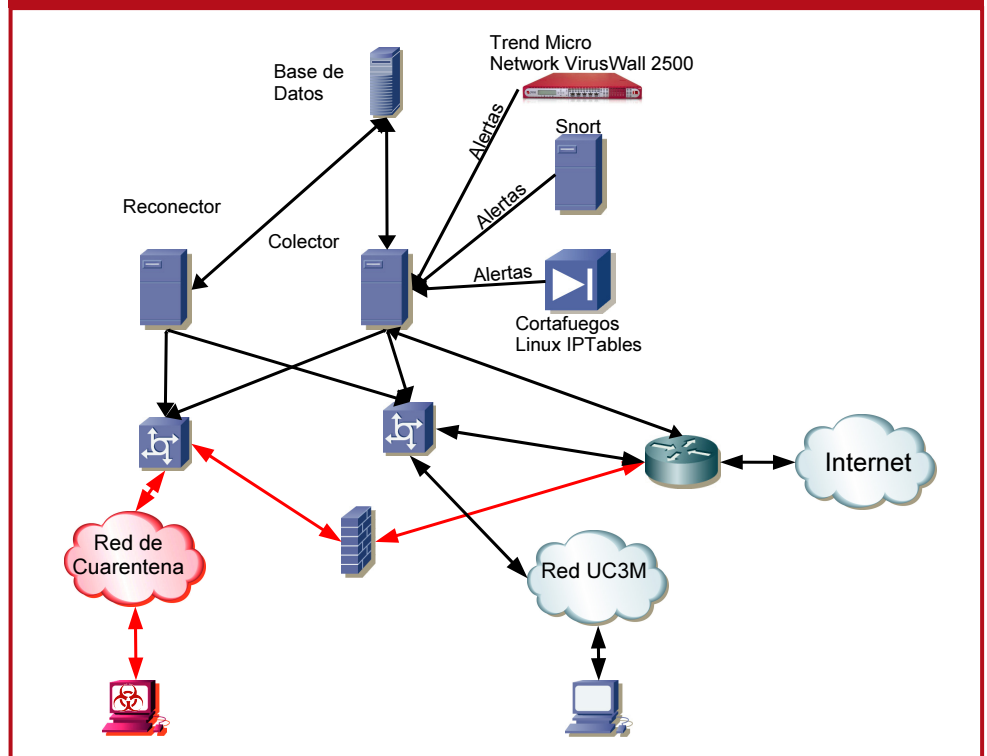 Trend Micro
Network VirusWall 2500
Base de
Datos
Alertas
Snort
Alertas
Reconector
Colector
Alertas
Cortafuegos
Linux IPTables
Internet
Red de
Cuarentena
Red UC3M